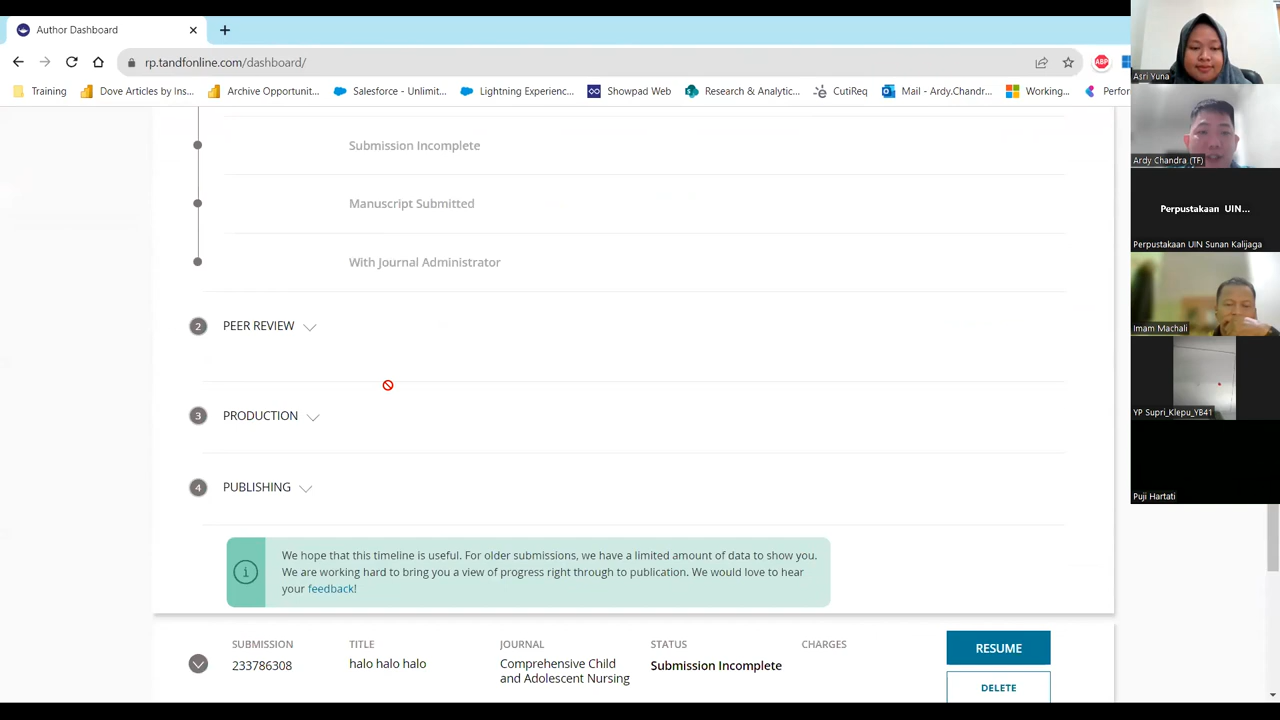 Author Dashboard
rp.tandfonline.com/dashboard/
ABP
Training
Dove Articles by Ins...
Archive Opportunit...
Salesforce - Unlimit...
Lightning Experienc...
Showpad Web
Research & Analytic...
CutiReq
Mail - Ardy.Chandr...
Working...
Perfor
Submission Incomplete
Manuscript Submitted
With Journal Administrator
2 PEER REVIEW
3 PRODUCTION
4 PUBLISHING
We hope that this timeline is useful. For older submissions, we have a limited amount of data to show you.
We are working hard to bring you a view of progress right through to publication. We would love to hear
your feedback!
SUBMISSION TITLE JOURNAL STATUS CHARGES
233786308 halo halo halo Comprehensive Child Submission Incomplete
and Adolescent Nursing
RESUME
DELETE
Asri Yuna
Ardy Chandra (TF)
Perpustakaan UIN...
Perpustakaan UIN Sunan Kalijaga
Imam Machali
YP Supri_Klepu_YB41
Puji Hartati